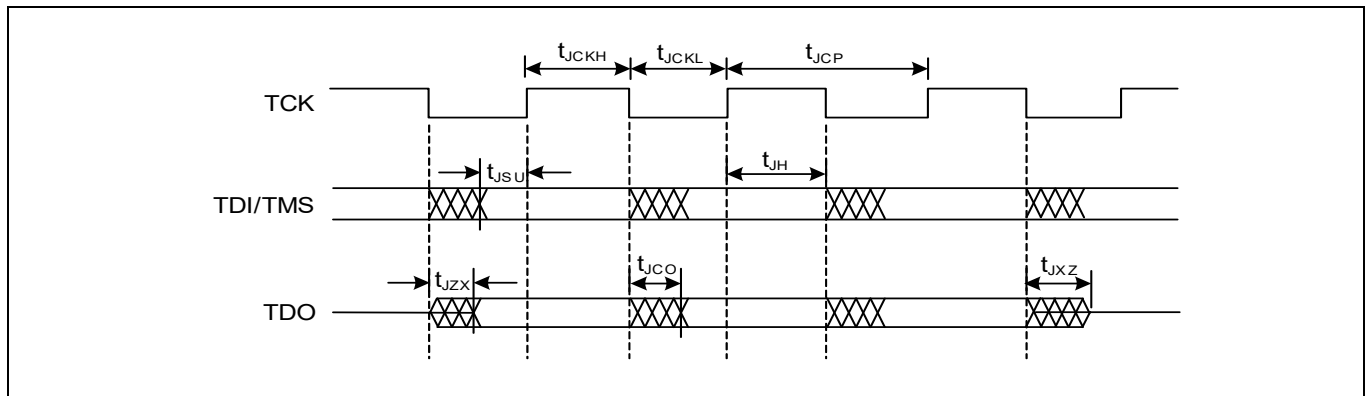 tJCKH tJCKL tJCP
TCK
tJSU tJH
TDI/TMS
tJZX tJCO tJXZ
TDO